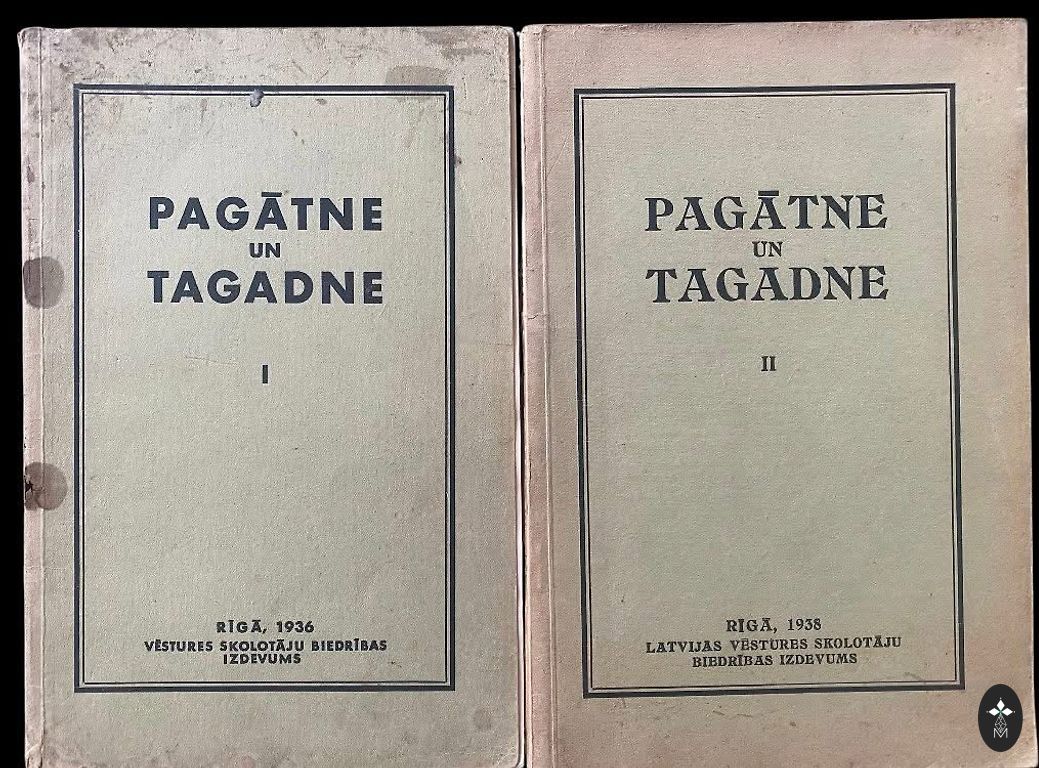 PAGĀTNE
UN
TAGADNE
I
RĪGĀ, 1936
VĒSTURES SKOLOTĀJU BIEDRĪBAS
IZDEVUMS
PAGĀTNE
UN
TAGADNE
II
RĪGĀ, 1938
LATVIJAS VĒSTURES SKOLOTĀJU
BIEDRĪBAS IZDEVUMS
M